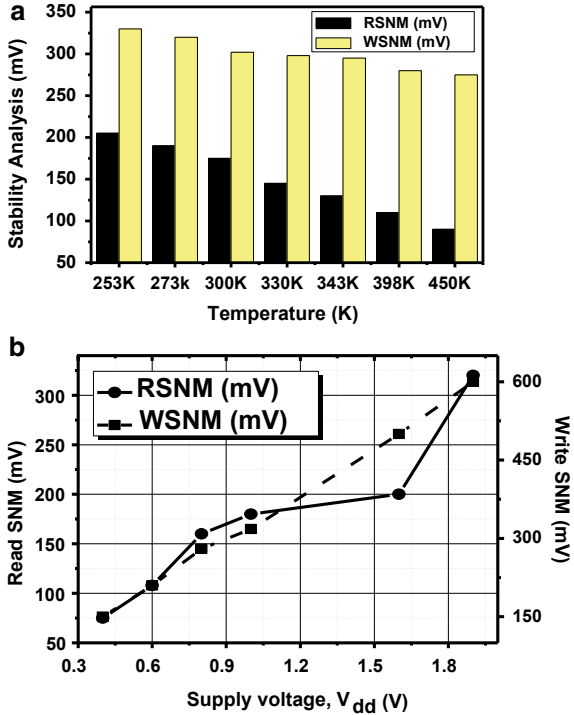 a
RSNM (mV)
WSNM (mV)
Stability Analysis (mV)
350
300
250
200
150
100
50
253K 273k 300K 330K 343K 398K 450K
Temperature (K)
b
RSNM (mV)
WSNM (mV)
Read SNM (mV)
300
250
200
150
100
50
Write SNM (mV)
600
450
300
150
0.3 0.6 0.9 1.2 1.5 1.8
Supply voltage, Vdd (V)